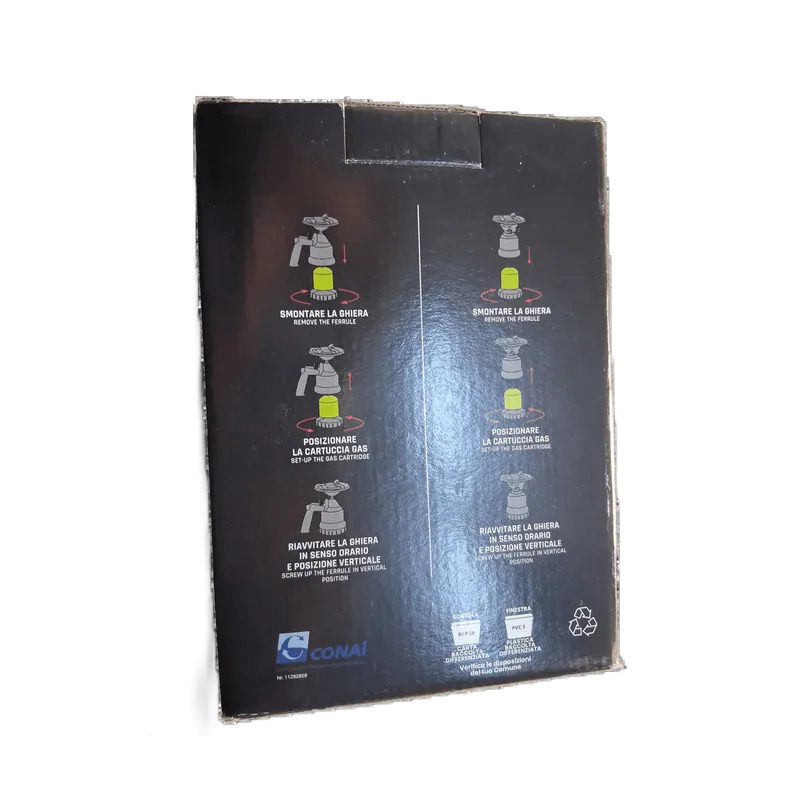 SMONTARE LA GHIERA
REMOVE THE FERRULE
POSIZIONARE
LA CARTUCCIA GAS
SET-UP THE GAS CARTRIDGE
RIAVVITARE LA GHIERA
IN SENSO ORARIO
E POSIZIONE VERTICALE
SCREW UP THE FERRULE IN VERTICAL
POSITION
SMONTARE LA GHIERA
REMOVE THE FERRULE
POSIZIONARE
LA CARTUCCIA GAS
SET-UP THE GAS CARTRIDGE
RIAVVITARE LA GHIERA
IN SENSO ORARIO
E POSIZIONE VERTICALE
SCREW UP THE FERRULE IN VERTICAL
POSITION
CONAI
Nr. 11282609
SCATOLA
CARTA
RACCOLTA
DIFFERENZIATA
FINESTRA
PVC 3
PLASTICA
RACCOLTA
DIFFERENZIATA
Verifica le disposizioni
del tuo Comune